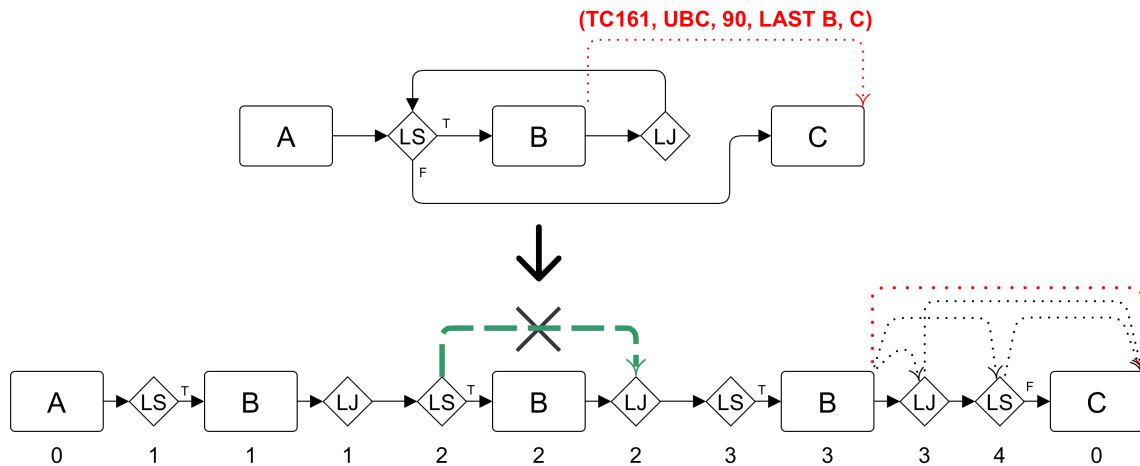 (TC161, UBC, 90, LAST B, C)
A LS T B LJ C
F
A LS T B LJ LS T B LJ LS T B LJ LS F C
0 1 1 1 2 2 2 3 3 3 4 0